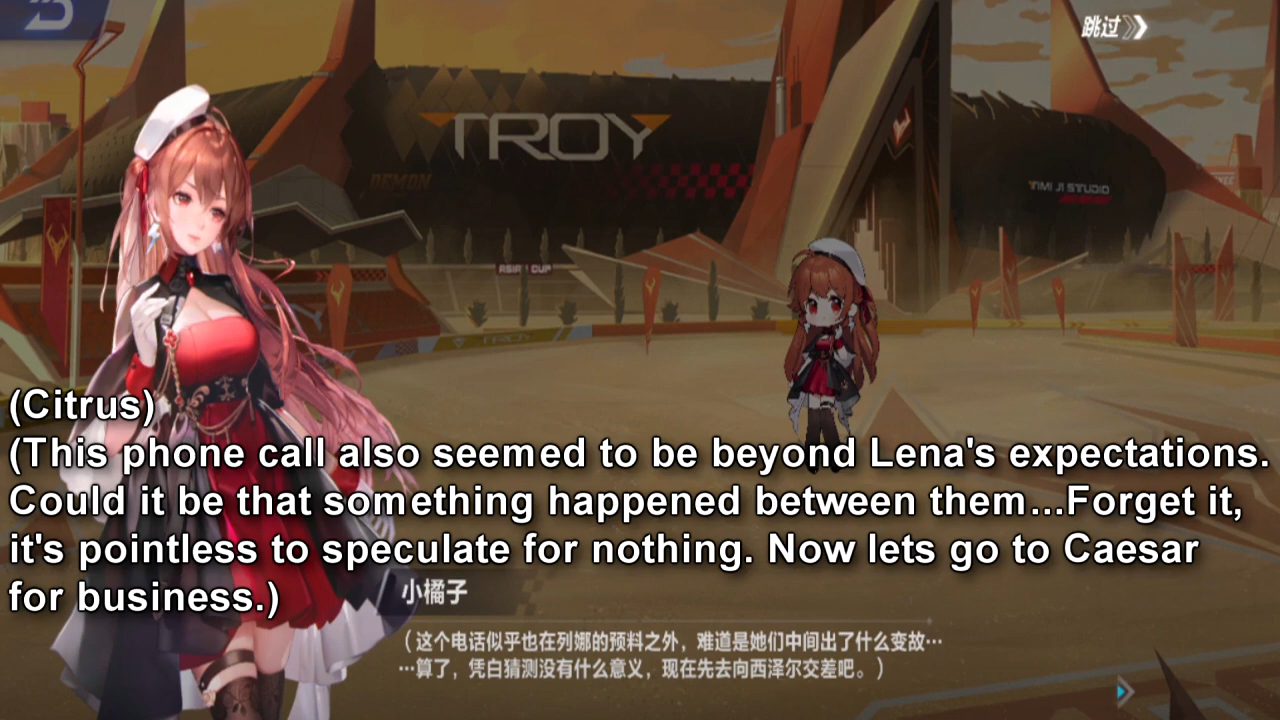 跳过
TROY
DEMON
TIMI JI STUDIO
ASIA CUP
TROY
(Citrus)
(This phone call also seemed to be beyond Lena's expectations.
Could it be that something happened between them...Forget it,
it's pointless to speculate for nothing. Now lets go to Caesar
for business.)
小橘子
（这个电话似乎也在列娜的预料之外，难道是她们中间出了什么变故…
…算了，凭白猜测没有什么意义，现在先去向西泽尔交差吧。）